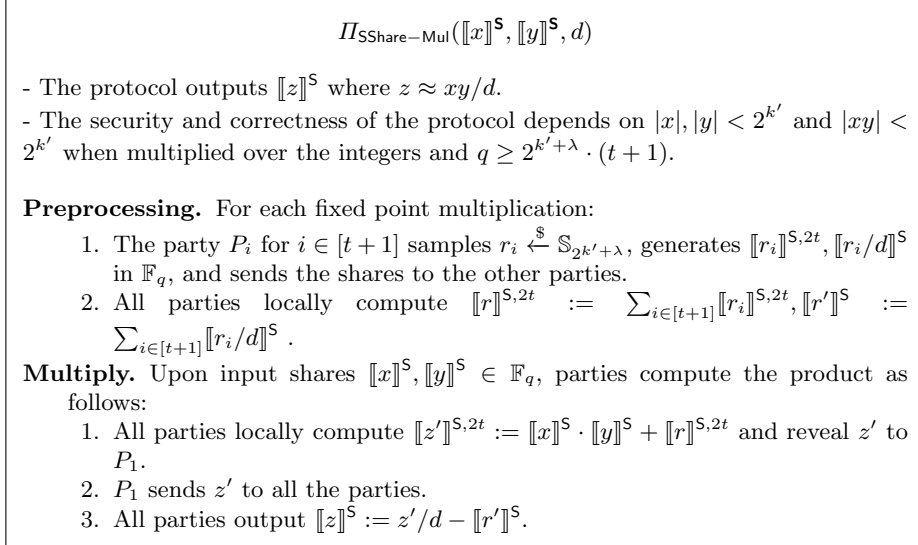 Π_{SShare−Mul}(⟦x⟧^S, ⟦y⟧^S, d)
- The protocol outputs ⟦z⟧^S where z ≈ xy/d.
- The security and correctness of the protocol depends on |x|, |y| < 2^{k′} and |xy| <
2^{k′} when multiplied over the integers and q ≥ 2^{k′+λ} · (t + 1).
Preprocessing. For each fixed point multiplication:
1. The party P_i for i ∈ [t + 1] samples r_i ←^$ 𝕊_{2^{k′+λ}}, generates ⟦r_i⟧^{S,2t}, ⟦r_i/d⟧^S
in 𝔽_q, and sends the shares to the other parties.
2. All parties locally compute ⟦r⟧^{S,2t} := ∑_{i∈[t+1]}⟦r_i⟧^{S,2t}, ⟦r′⟧^S :=
∑_{i∈[t+1]}⟦r_i/d⟧^S .
Multiply. Upon input shares ⟦x⟧^S, ⟦y⟧^S ∈ 𝔽_q, parties compute the product as
follows:
1. All parties locally compute ⟦z′⟧^{S,2t} := ⟦x⟧^S · ⟦y⟧^S + ⟦r⟧^{S,2t} and reveal z′ to
P_1.
2. P_1 sends z′ to all the parties.
3. All parties output ⟦z⟧^S := z′/d − ⟦r′⟧^S.